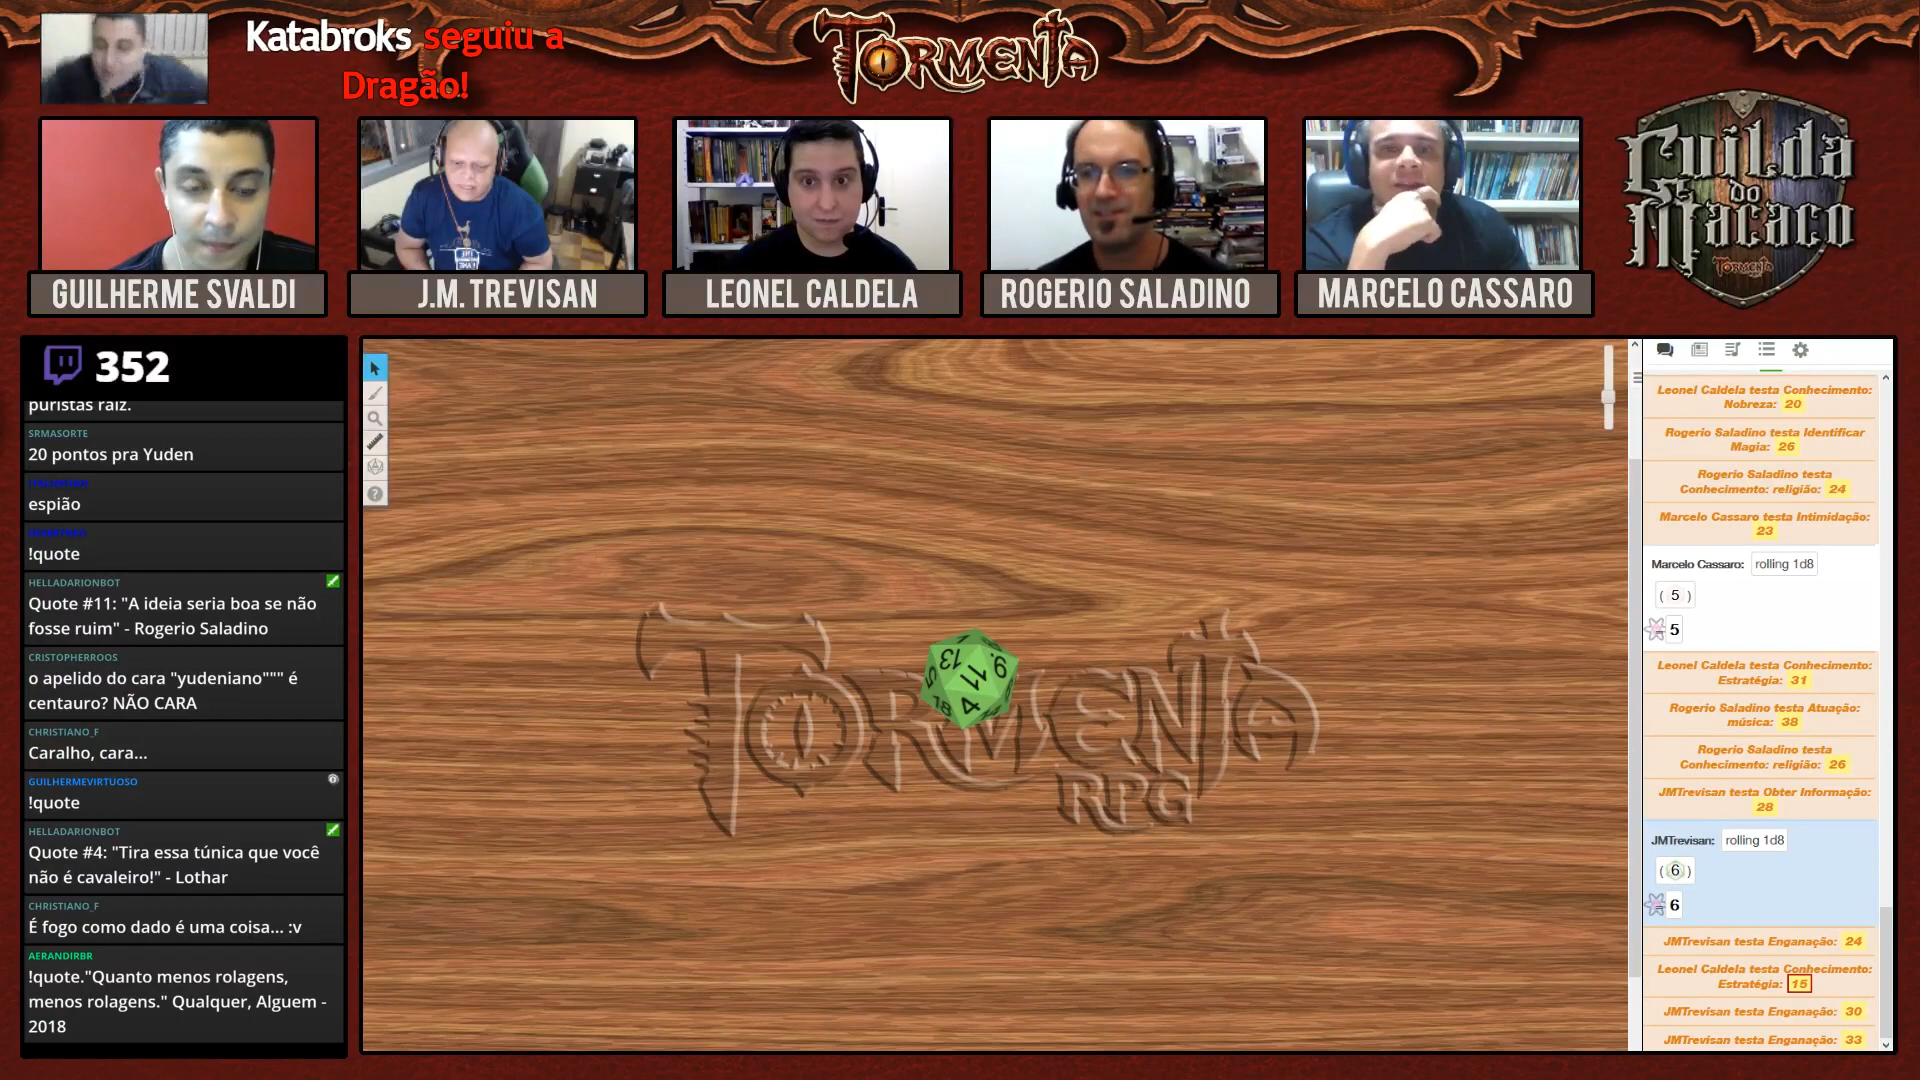 Katabroks seguiu a
Dragão!
TORMENTA
Guilda
do
Macaco
TORMENTA
GUILHERME SVALDI
J.M. TREVISAN
LEONEL CALDELA
ROGERIO SALADINO
MARCELO CASSARO
352
puristas raiz.
SRMASORTE
20 pontos pra Yuden
espião
!quote
HELLADARIONBOT
Quote #11: "A ideia seria boa se não
fosse ruim" - Rogerio Saladino
CRISTOPHERROOS
o apelido do cara "yudeniano""" é
centauro? NÃO CARA
CHRISTIANO_F
Caralho, cara...
GUILHERMEVIRTUOSO
!quote
HELLADARIONBOT
Quote #4: "Tira essa túnica que você
não é cavaleiro!" - Lothar
CHRISTIANO_F
É fogo como dado é uma coisa... :v
AERANDIRBR
!quote."Quanto menos rolagens,
menos rolagens." Qualquer, Alguem -
2018
TORMENTA
RPG
13
9.
11
5
18
4
Leonel Caldela testa Conhecimento:
Nobreza: 20
Rogerio Saladino testa Identificar
Magia: 26
Rogerio Saladino testa
Conhecimento: religião: 24
Marcelo Cassaro testa Intimidação:
23
Marcelo Cassaro: rolling 1d8
(5)
=5
Leonel Caldela testa Conhecimento:
Estratégia: 31
Rogerio Saladino testa Atuação:
música: 38
Rogerio Saladino testa
Conhecimento: religião: 26
JMTrevisan testa Obter Informação:
28
JMTrevisan: rolling 1d8
(6)
=6
JMTrevisan testa Enganação: 24
Leonel Caldela testa Conhecimento:
Estratégia: 15
JMTrevisan testa Enganação: 30
JMTrevisan testa Enganação: 33